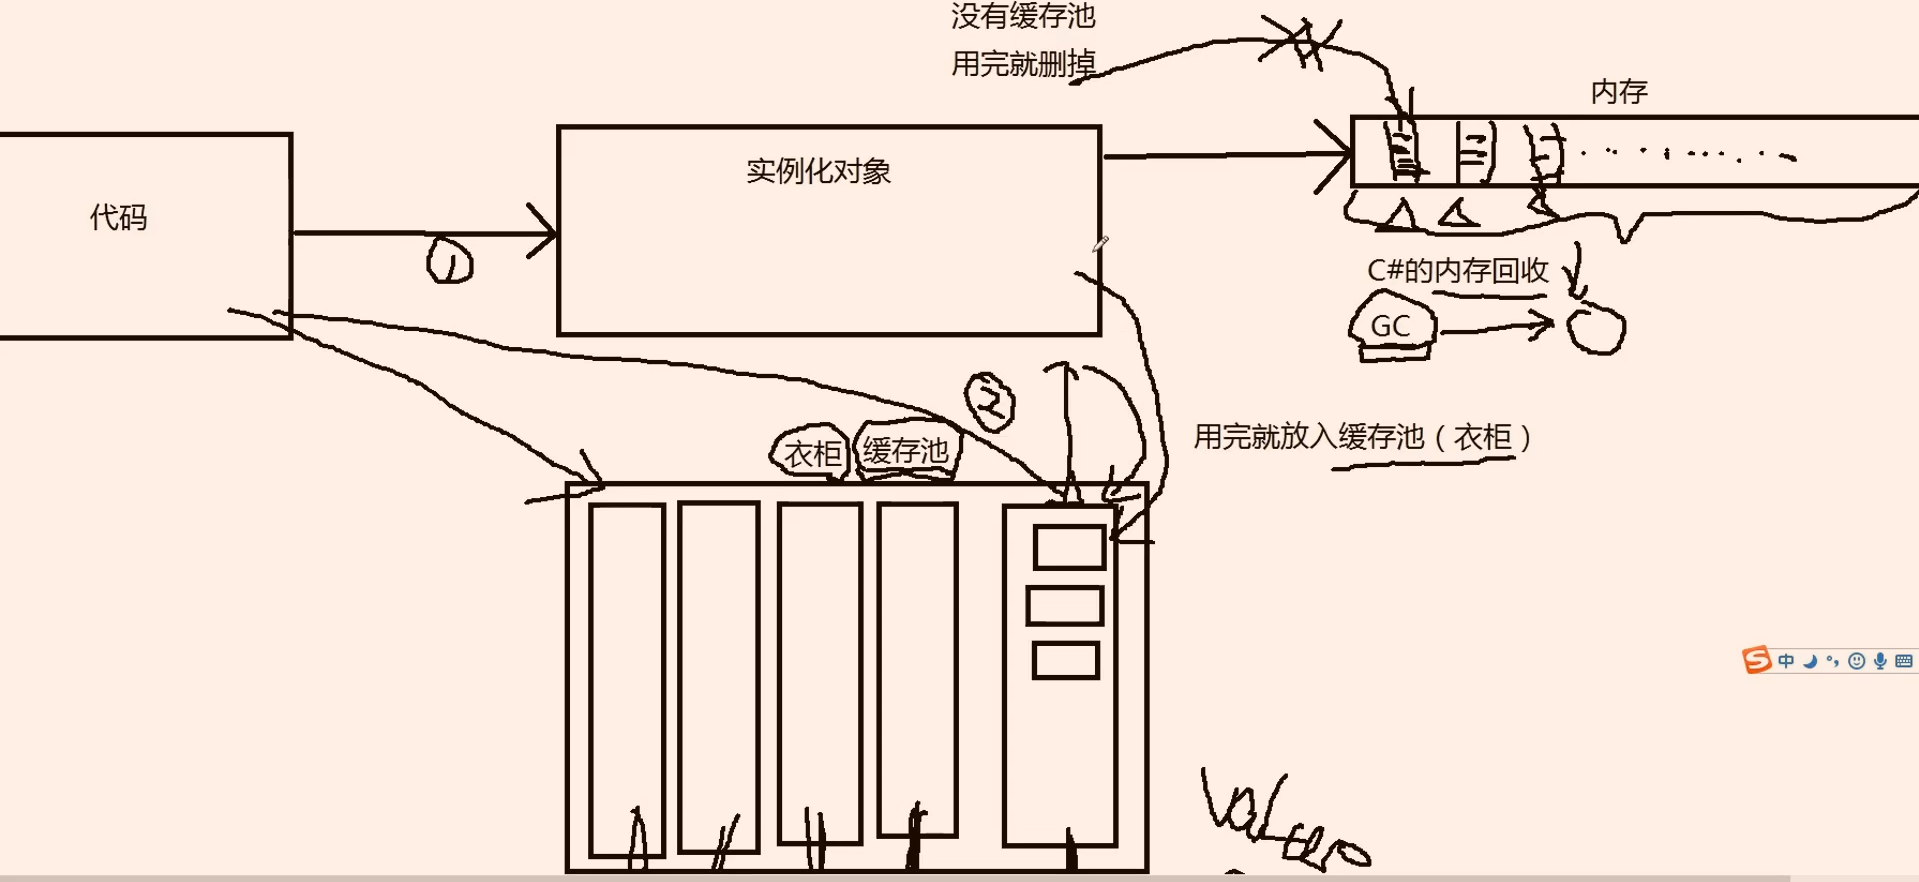 没有缓存池
用完就删掉
内存
代码
实例化对象
1
C#的内存回收
GC
2
衣柜 缓存池
用完就放入缓存池（衣柜）
中